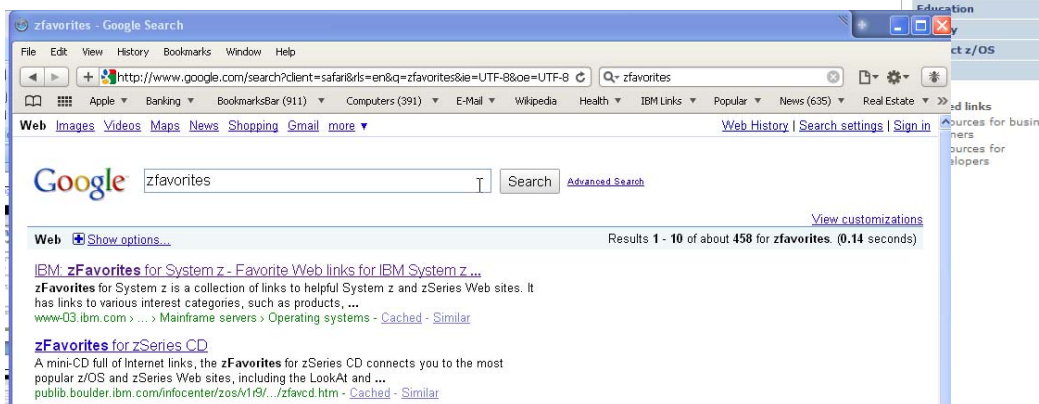 Education
zfavorites - Google Search
File Edit View History Bookmarks Window Help
ct z/OS
http://www.google.com/search?client=safari&rls=en&q=zfavorites&ie=UTF-8&oe=UTF-8
zfavorites
Apple Banking BookmarksBar (911) Computers (391) E-Mail Wikipedia Health IBM Links Popular News (635) Real Estate
ed links
Web Images Videos Maps News Shopping Gmail more
Web History | Search settings | Sign in
ources for busin
ners
ources for
elopers
Google
zfavorites
Search
Advanced Search
View customizations
Web Show options...
Results 1 - 10 of about 458 for zfavorites. (0.14 seconds)
IBM: zFavorites for System z - Favorite Web links for IBM System z ...
zFavorites for System z is a collection of links to helpful System z and zSeries Web sites. It
has links to various interest categories, such as products, ...
www-03.ibm.com › ... › Mainframe servers › Operating systems - Cached - Similar
zFavorites for zSeries CD
A mini-CD full of Internet links, the zFavorites for zSeries CD connects you to the most
popular z/OS and zSeries Web sites, including the LookAt and ...
publib.boulder.ibm.com/infocenter/zos/v1r9/.../zfavcd.htm - Cached - Similar